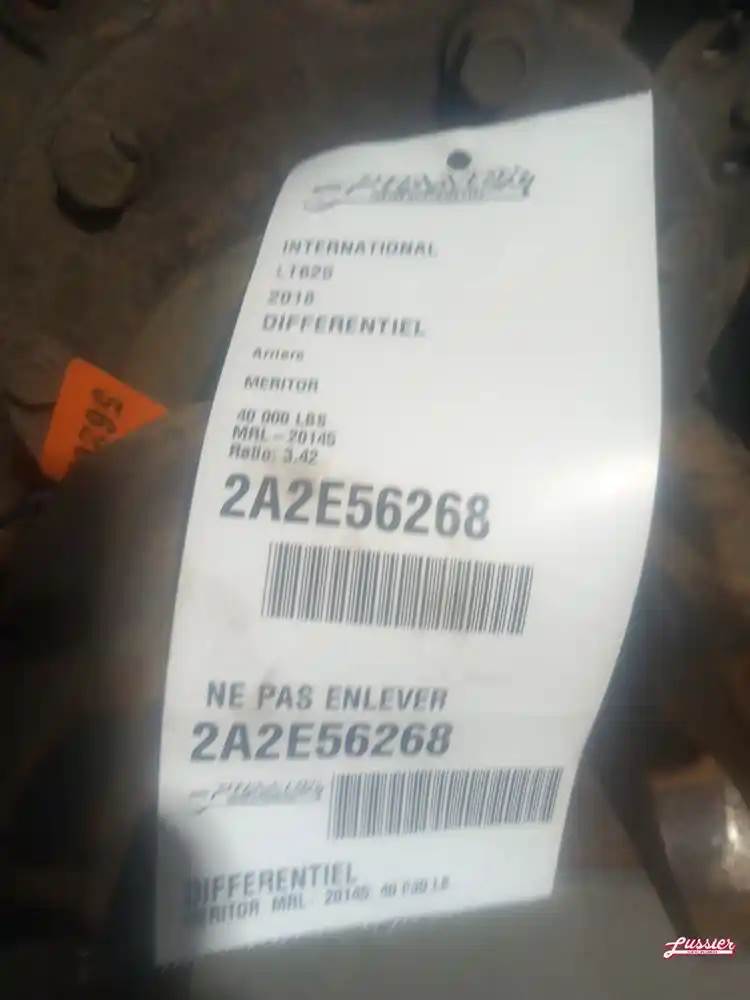 INTERNATIONAL
LT625
2018
DIFFERENTIEL
Arriere
MERITOR
40 000 LBS
MRL - 20145
Ratio: 3.42
2A2E56268
NE PAS ENLEVER
2A2E56268
DIFFERENTIEL
MERITOR MRL - 20145 40 000 LB
Lussier